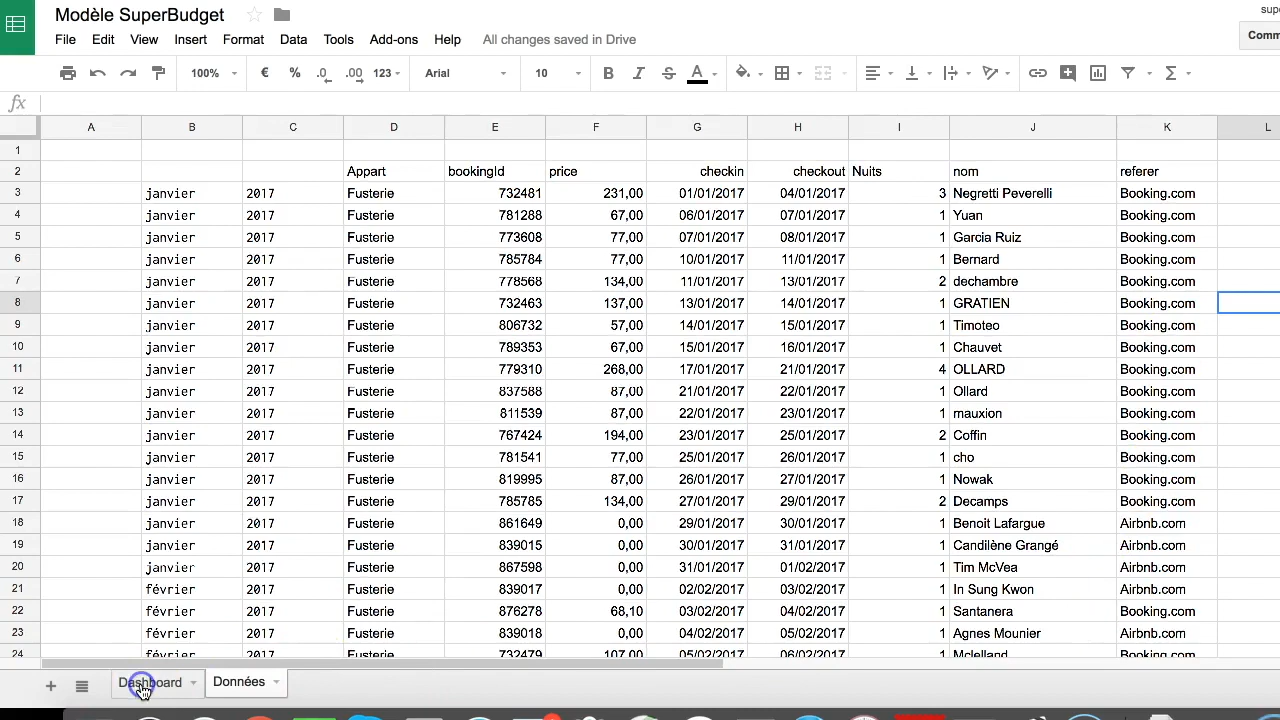 Modèle SuperBudget
File Edit View Insert Format Data Tools Add-ons Help All changes saved in Drive
100% € % .0 .00 123 Arial 10 B I S A Σ
fx
A B C D E F G H I J K L
1
2 Appart bookingId price checkin checkout Nuits nom referer
3 janvier 2017 Fusterie 732481 231,00 01/01/2017 04/01/2017 3 Negretti Peverelli Booking.com
4 janvier 2017 Fusterie 781288 67,00 06/01/2017 07/01/2017 1 Yuan Booking.com
5 janvier 2017 Fusterie 773608 77,00 07/01/2017 08/01/2017 1 Garcia Ruiz Booking.com
6 janvier 2017 Fusterie 785784 77,00 10/01/2017 11/01/2017 1 Bernard Booking.com
7 janvier 2017 Fusterie 778568 134,00 11/01/2017 13/01/2017 2 dechambre Booking.com
8 janvier 2017 Fusterie 732463 137,00 13/01/2017 14/01/2017 1 GRATIEN Booking.com
9 janvier 2017 Fusterie 806732 57,00 14/01/2017 15/01/2017 1 Timoteo Booking.com
10 janvier 2017 Fusterie 789353 67,00 15/01/2017 16/01/2017 1 Chauvet Booking.com
11 janvier 2017 Fusterie 779310 268,00 17/01/2017 21/01/2017 4 OLLARD Booking.com
12 janvier 2017 Fusterie 837588 87,00 21/01/2017 22/01/2017 1 Ollard Booking.com
13 janvier 2017 Fusterie 811539 87,00 22/01/2017 23/01/2017 1 mauxion Booking.com
14 janvier 2017 Fusterie 767424 194,00 23/01/2017 25/01/2017 2 Coffin Booking.com
15 janvier 2017 Fusterie 781541 77,00 25/01/2017 26/01/2017 1 cho Booking.com
16 janvier 2017 Fusterie 819995 87,00 26/01/2017 27/01/2017 1 Nowak Booking.com
17 janvier 2017 Fusterie 785785 134,00 27/01/2017 29/01/2017 2 Decamps Booking.com
18 janvier 2017 Fusterie 861649 0,00 29/01/2017 30/01/2017 1 Benoit Lafargue Airbnb.com
19 janvier 2017 Fusterie 839015 0,00 30/01/2017 31/01/2017 1 Candilène Grangé Airbnb.com
20 janvier 2017 Fusterie 867598 0,00 31/01/2017 01/02/2017 1 Tim McVea Airbnb.com
21 février 2017 Fusterie 839017 0,00 02/02/2017 03/02/2017 1 In Sung Kwon Airbnb.com
22 février 2017 Fusterie 876278 68,10 03/02/2017 04/02/2017 1 Santanera Booking.com
23 février 2017 Fusterie 839018 0,00 04/02/2017 05/02/2017 1 Agnes Mounier Airbnb.com
24 février 2017 Fusterie 732479 107,00 05/02/2017 06/02/2017 1 Mclelland Booking.com
Dashboard Données